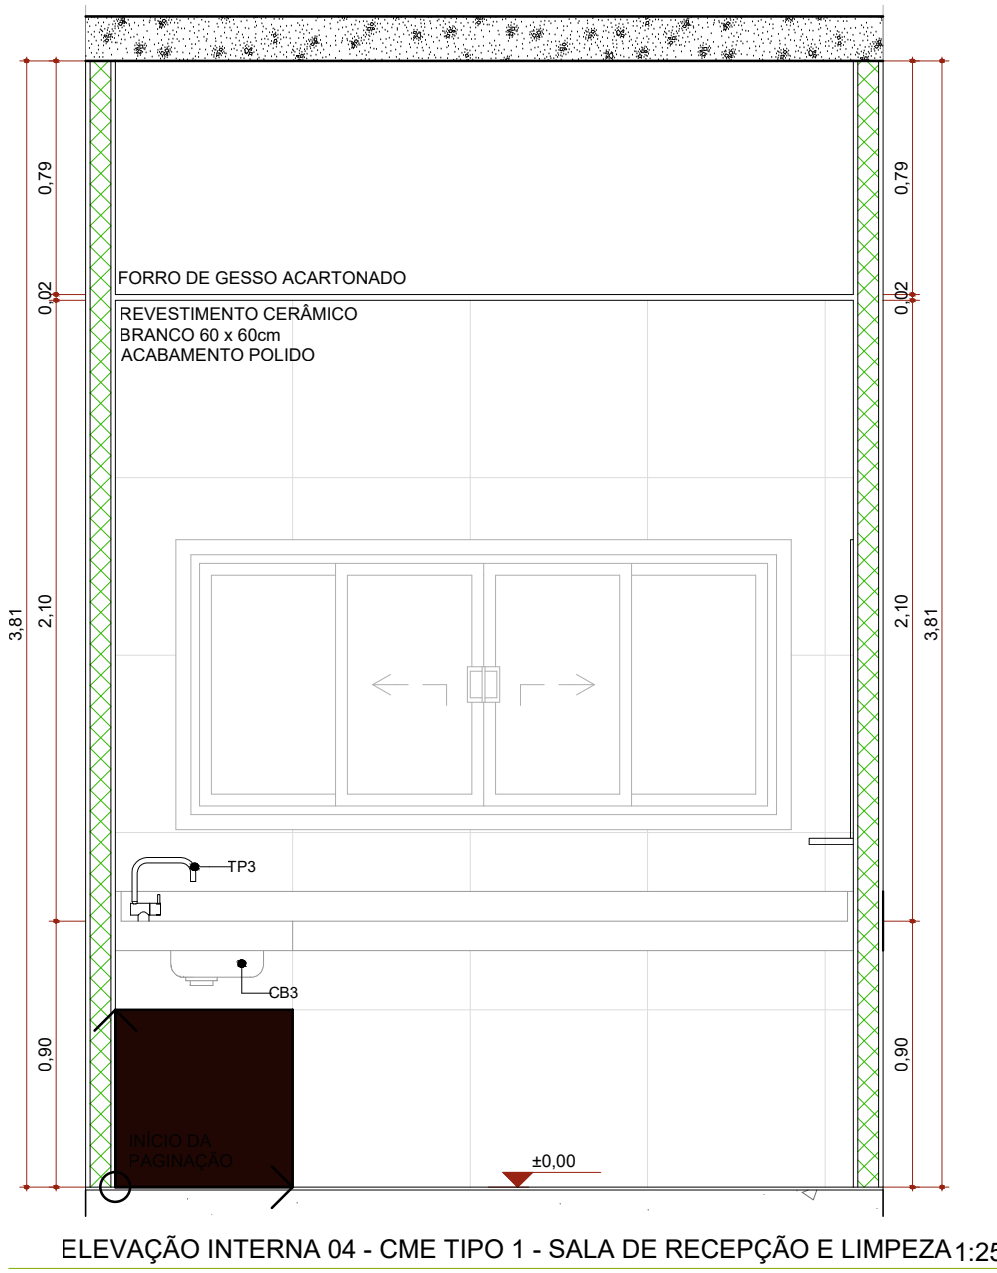 0,79
0,79
FORRO DE GESSO ACARTONADO
0,02
0,02
REVESTIMENTO CERÂMICO
BRANCO 60 x 60cm
ACABAMENTO POLIDO
3,81
2,10
2,10
3,81
TP3
CB3
0,90
0,90
INÍCIO DA
PAGINAÇÃO
±0,00
ELEVAÇÃO INTERNA 04 - CME TIPO 1 - SALA DE RECEPÇÃO E LIMPEZA 1:25